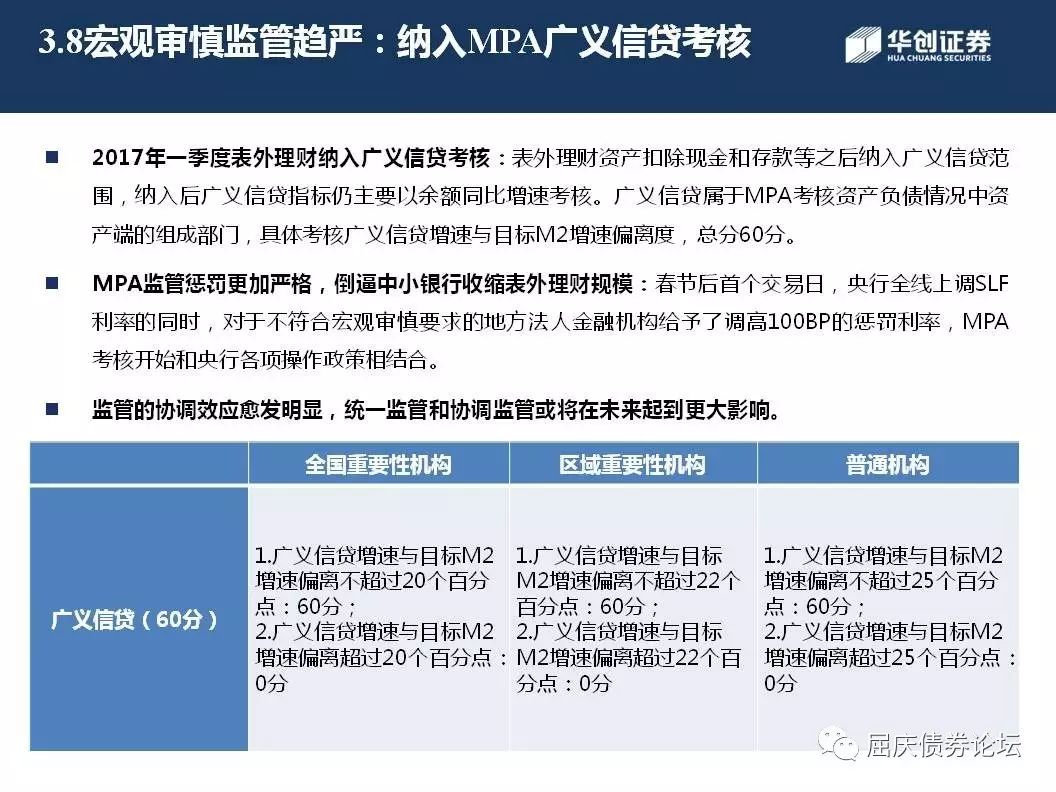 3.8宏观审慎监管趋严：纳入MPA广义信贷考核
华创证券
HUA CHUANG SECURITIES
2017年一季度表外理财纳入广义信贷考核：表外理财资产扣除现金和存款等之后纳入广义信贷范
围，纳入后广义信贷指标仍主要以余额同比增速考核。广义信贷属于MPA考核资产负债情况中资
产端的组成部门，具体考核广义信贷增速与目标M2增速偏离度，总分60分。
MPA监管惩罚更加严格，倒逼中小银行收缩表外理财规模：春节后首个交易日，央行全线上调SLF
利率的同时，对于不符合宏观审慎要求的地方法人金融机构给予了调高100BP的惩罚利率，MPA
考核开始和央行各项操作政策相结合。
监管的协调效应愈发明显，统一监管和协调监管或将在未来起到更大影响。
全国重要性机构
区域重要性机构
普通机构
广义信贷（60分）
1.广义信贷增速与目标M2
增速偏离不超过20个百分
点：60分；
2.广义信贷增速与目标M2
增速偏离超过20个百分点：
0分
1.广义信贷增速与目标
M2增速偏离不超过22个
百分点：60分；
2.广义信贷增速与目标
M2增速偏离超过22个百
分点：0分
1.广义信贷增速与目标M2
增速偏离不超过25个百分
点：60分；
2.广义信贷增速与目标M2
增速偏离超过25个百分点：
0分
屈庆债券论坛